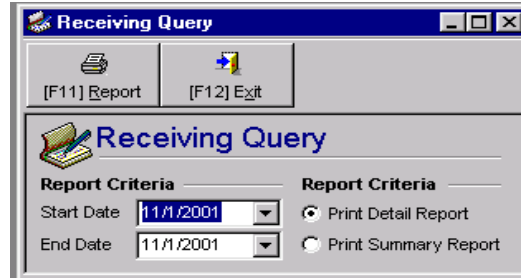 Receiving Query
[F11] Report [F12] Exit
Receiving Query
Report Criteria Report Criteria
Start Date 11/1/2001 Print Detail Report
End Date 11/1/2001 Print Summary Report